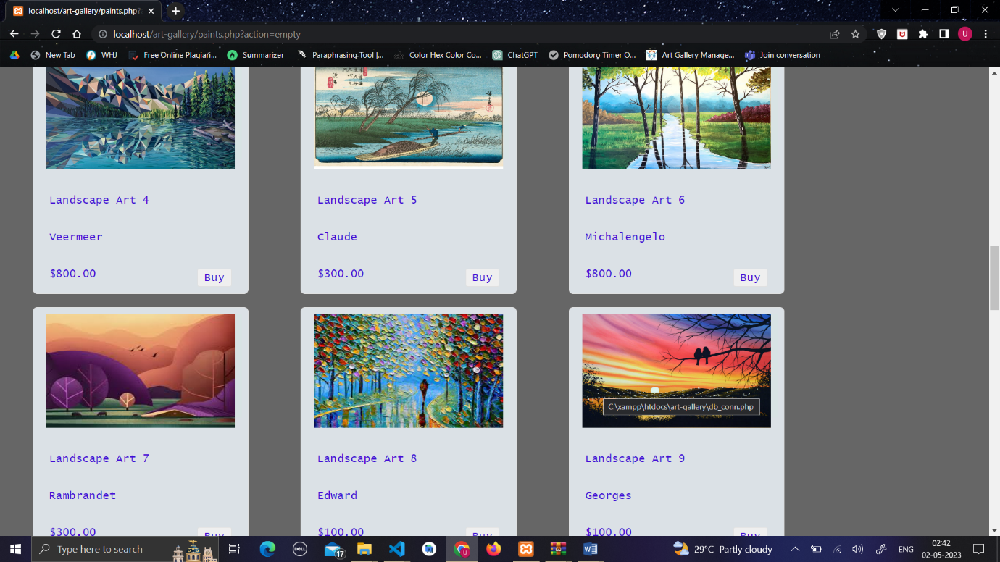 localhost/art-gallery/paints.php?
localhost/art-gallery/paints.php?action=empty
U
New Tab
WHJ
Free Online Plagiari...
Summarizer
Paraphrasing Tool |...
Color Hex Color Co...
ChatGPT
Pomodoro Timer O...
Art Gallery Manage...
Join conversation
Landscape Art 4
Landscape Art 5
Landscape Art 6
Veermeer
Claude
Michalengelo
$800.00
Buy
$300.00
Buy
$800.00
Buy
C:\xampp\htdocs\art-gallery\db_conn.php
Landscape Art 7
Landscape Art 8
Landscape Art 9
Rambrandet
Edward
Georges
$300.00
Buy
$100.00
Buy
$100.00
Buy
Type here to search
DELL
17
U
29°C Partly cloudy
ENG
02:42
02-05-2023